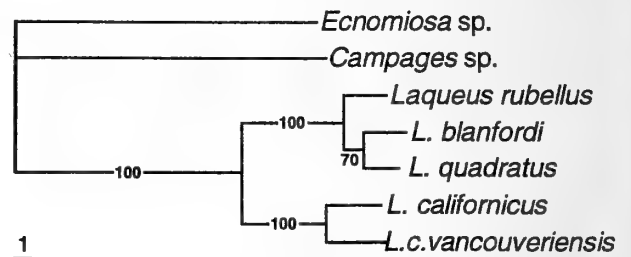 Ecnomiosa sp.
Campages sp.
Laqueus rubellus
100
L. blanfordi
70
L. quadratus
100
L. californicus
100
1
L.c.vancouveriensis